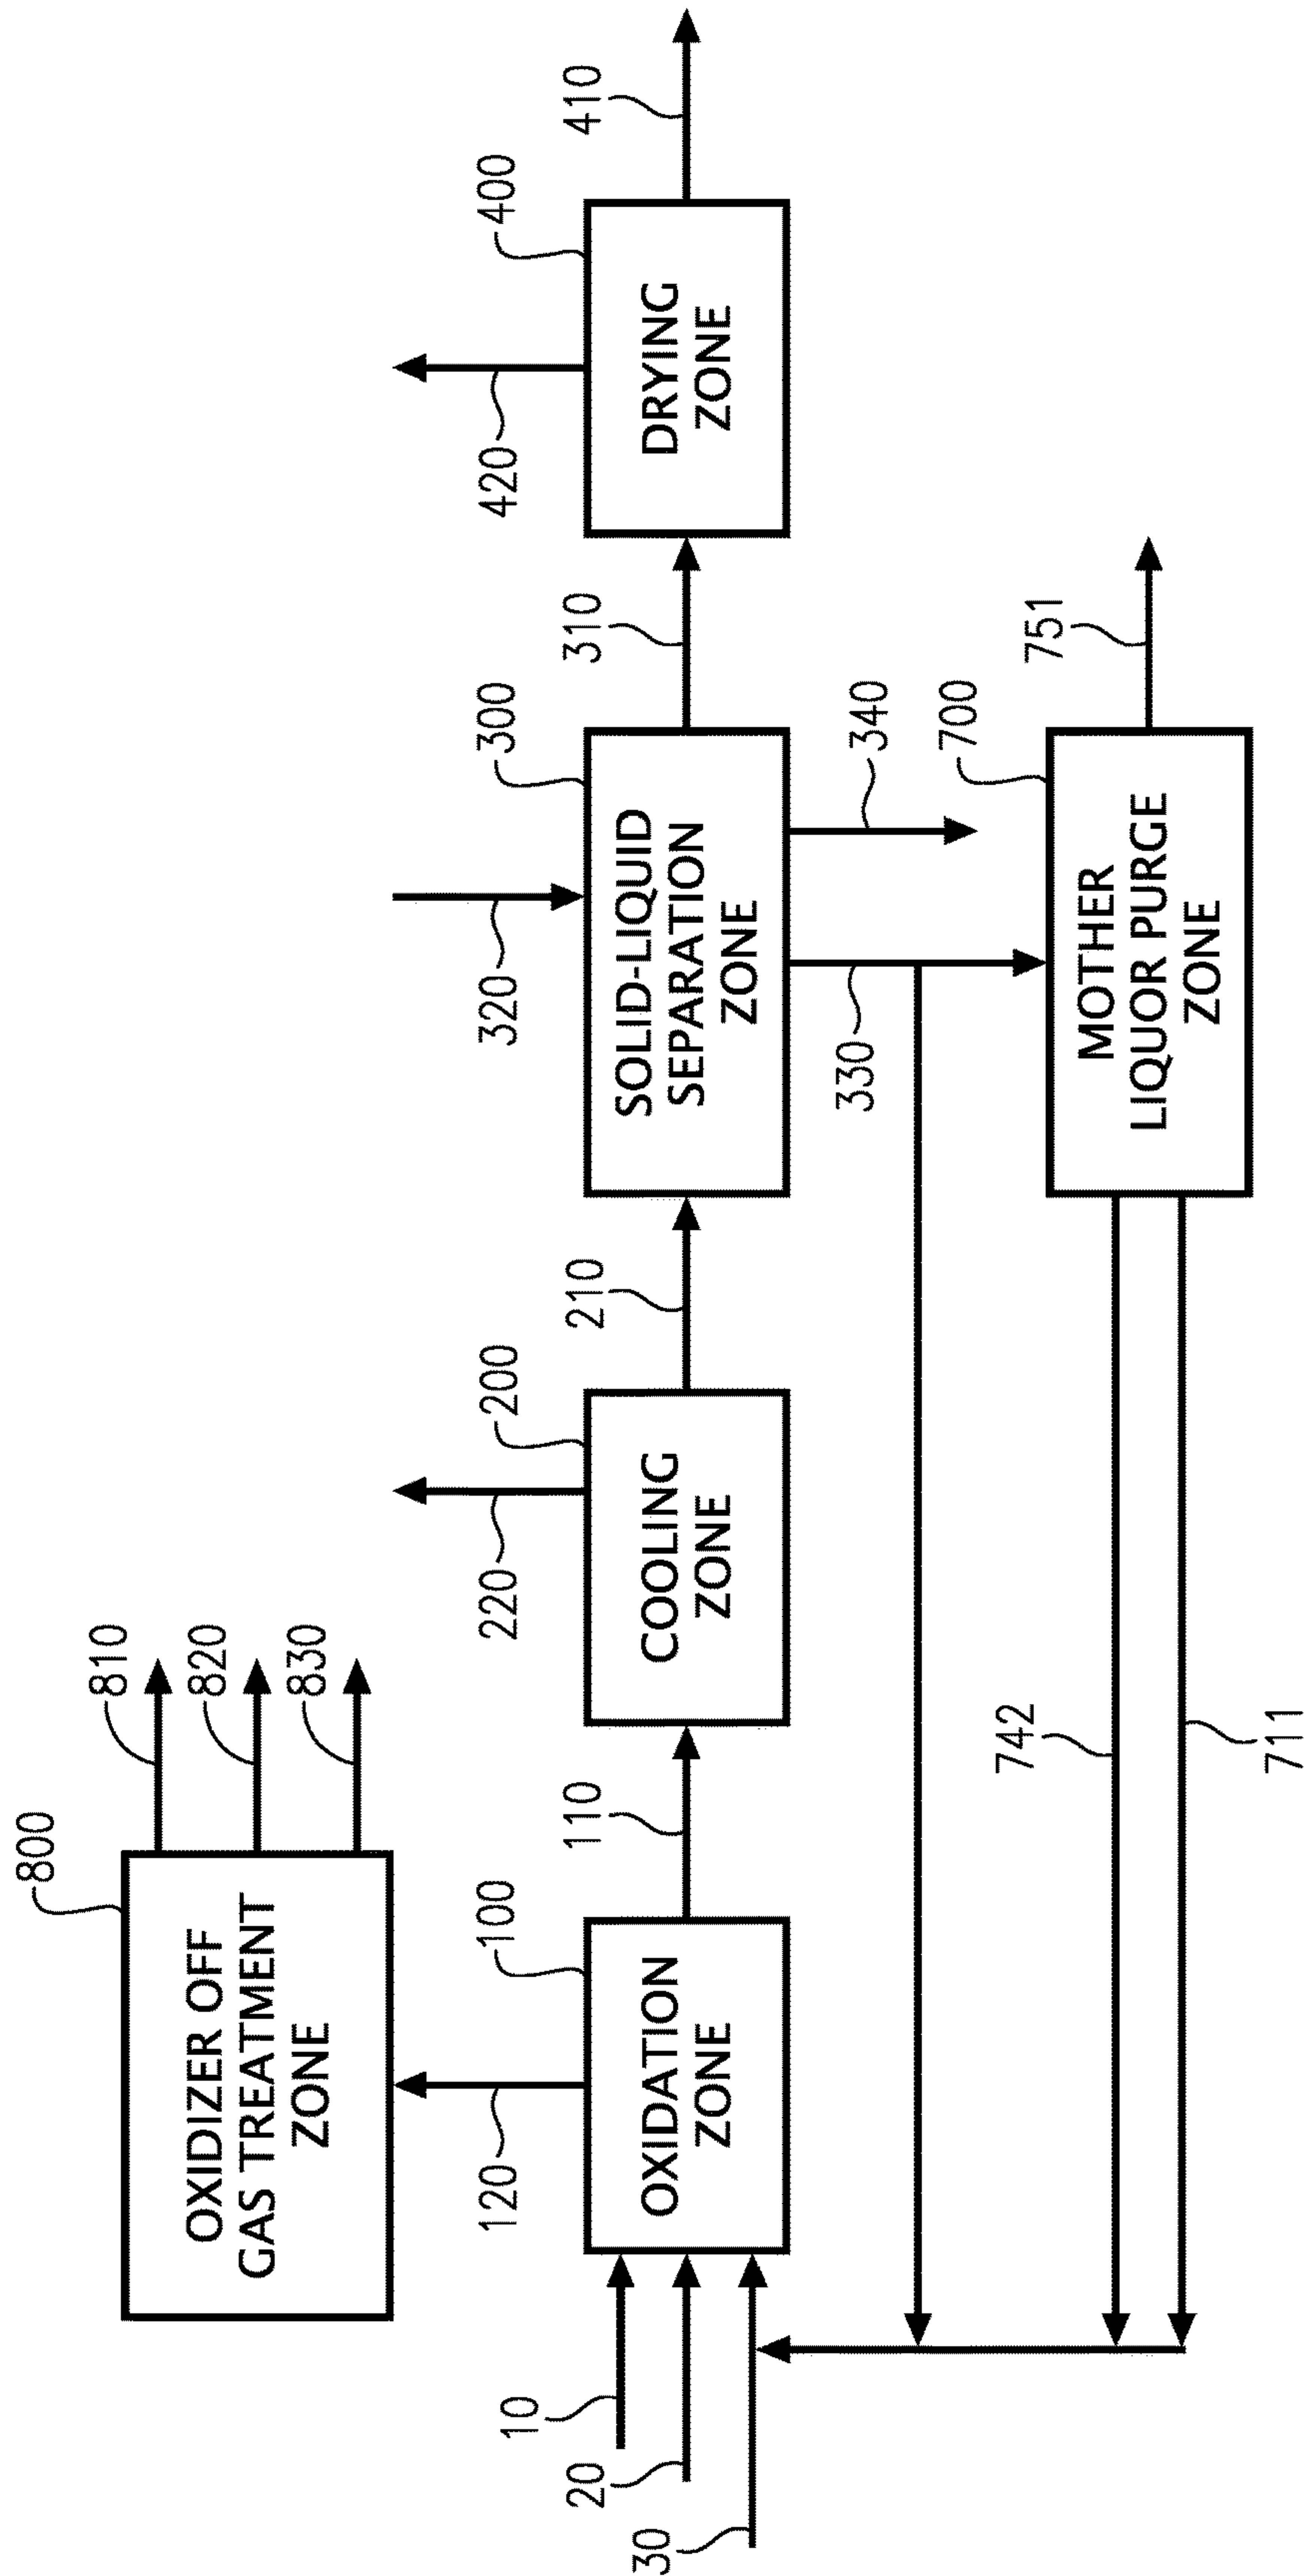 800
OXIDIZER OFF
GAS TREATMENT
ZONE
810
820
830
120
100
220
200
320
300
420
400
10
20
30
OXIDATION
ZONE
110
COOLING
ZONE
210
SOLID-LIQUID
SEPARATION
ZONE
310
DRYING
ZONE
410
330
340
700
742
711
MOTHER
LIQUOR PURGE
ZONE
751